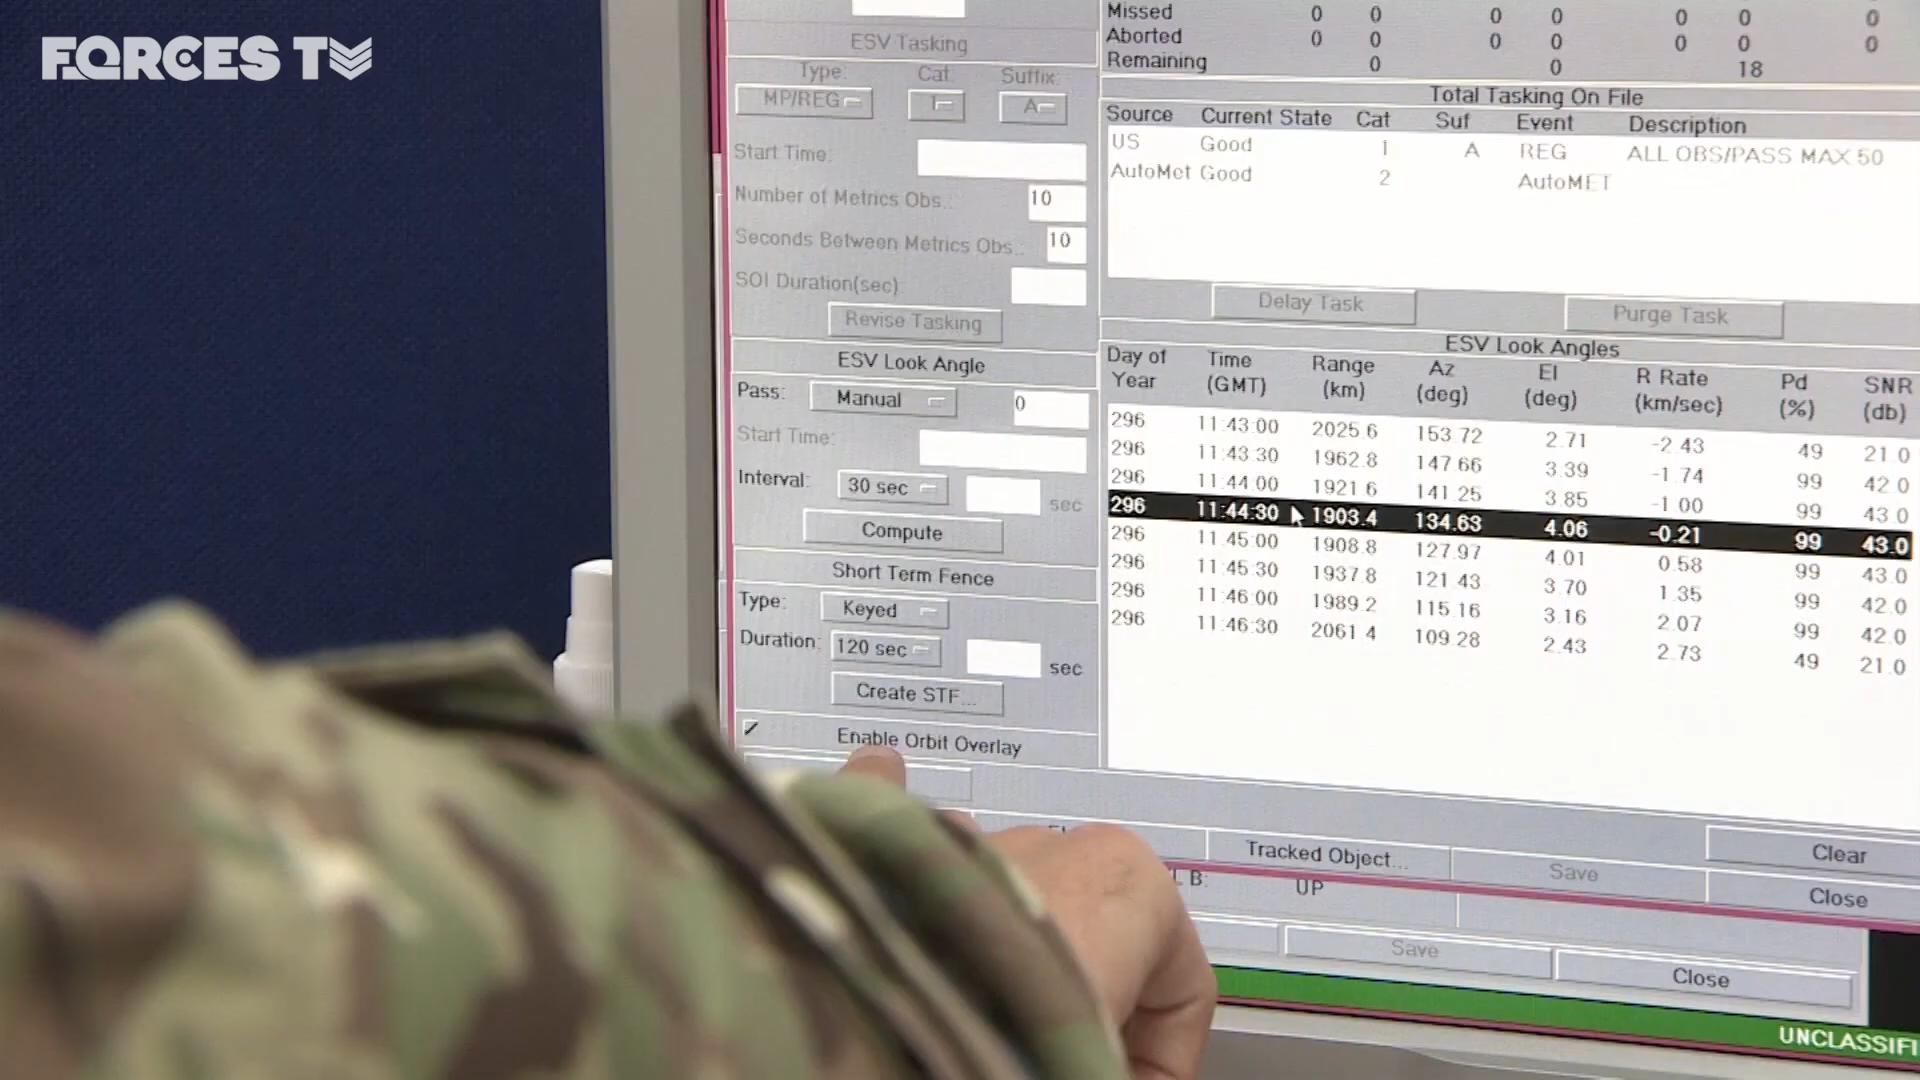 FORCES TV
ESV Tasking
Type: Cat Suffix:
MP/REG I A
Start Time:
Number of Metrics Obs.: 10
Seconds Between Metrics Obs.: 10
SOI Duration(sec)
Revise Tasking
ESV Look Angle
Pass: Manual 0
Start Time:
Interval: 30 sec sec
Compute
Short Term Fence
Type: Keyed
Duration: 120 sec sec
Create STF...
Enable Orbit Overlay
Missed 0 0 0 0 0 0 0
Aborted 0 0 0 0 0 0 0
Remaining 0 0 18
Total Tasking On File
Source Current State Cat Suf Event Description
US Good 1 A REG ALL OBS/PASS MAX 50
AutoMet Good 2 AutoMET
Delay Task Purge Task
ESV Look Angles
Day of Year Time (GMT) Range (km) Az (deg) El (deg) R Rate (km/sec) Pd (%) SNR (db)
296 11:43:00 2025.6 153.72 2.71 -2.43 49 21.0
296 11:43:30 1962.8 147.66 3.39 -1.74 99 42.0
296 11:44:00 1921.6 141.25 3.85 -1.00 99 43.0
296 11:44:30 1903.4 134.63 4.06 -0.21 99 43.0
296 11:45:00 1908.8 127.97 4.01 0.58 99 43.0
296 11:45:30 1937.8 121.43 3.70 1.35 99 42.0
296 11:46:00 1989.2 115.16 3.16 2.07 99 42.0
296 11:46:30 2061.4 109.28 2.43 2.73 49 21.0
Tracked Object... Save Clear
Close
B: UP
Save Close
UNCLASSIFI